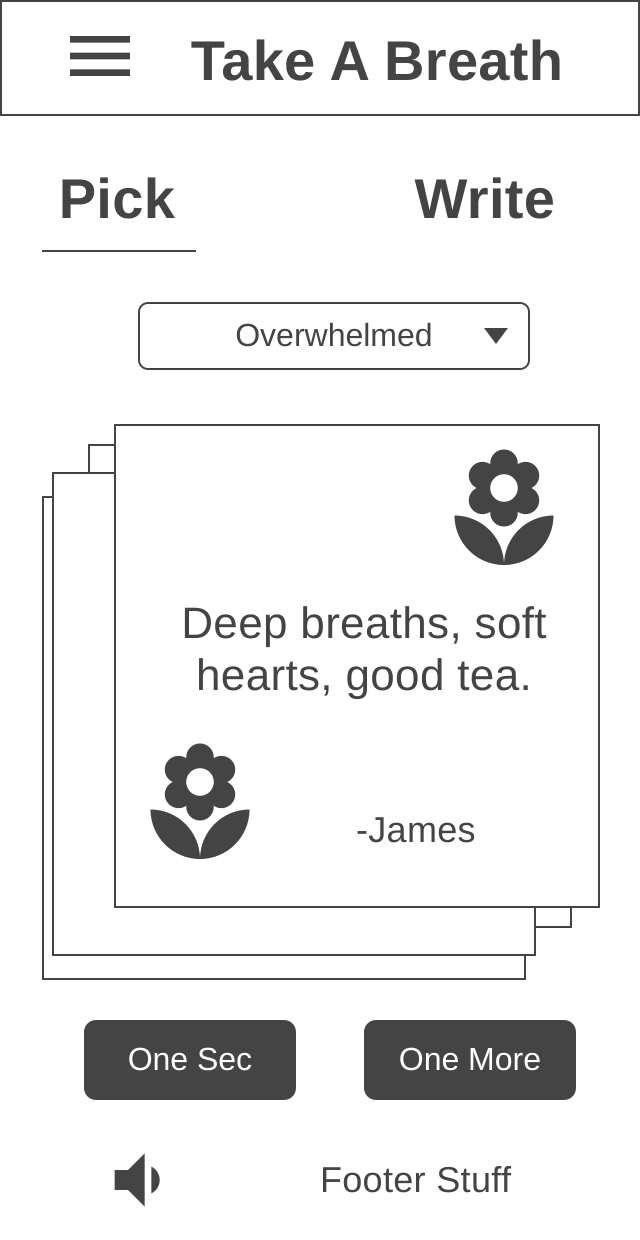 Take A Breath
Pick
Write
Overwhelmed
Deep breaths, soft
hearts, good tea.
-James
One Sec
One More
Footer Stuff